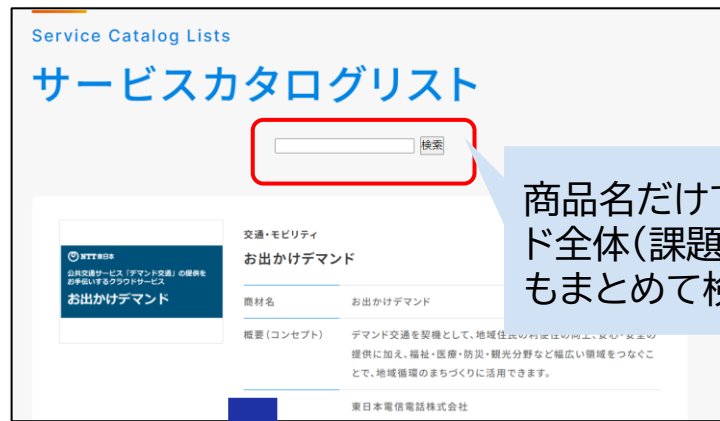 Service Catalog Lists
サービスカタログリスト
検索
商品名だけ
ド全体(課題
もまとめて検
交通・モビリティ
お出かけデマンド
NTT東日本
公共交通サービス「デマンド交通」の提供を
お手伝いするクラウドサービス
お出かけデマンド
商材名
お出かけデマンド
概要(コンセプト)
デマンド交通を契機として、地域住民の利便性の向上、安心・安全の
提供に加え、福祉・医療・防災・観光分野など幅広い領域をつなぐこ
とで、地域循環のまちづくりに活用できます。
東日本電信電話株式会社